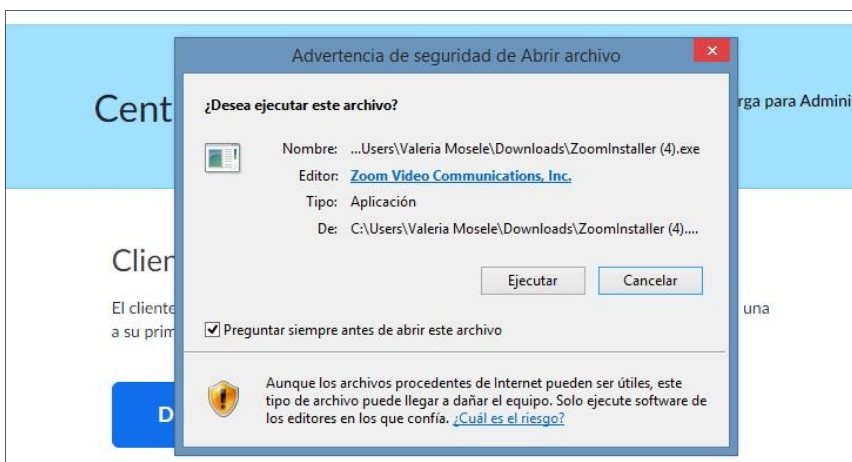 Advertencia de seguridad de Abrir archivo
Cent
rga para Admini
¿Desea ejecutar este archivo?
Nombre: ...Users\Valeria Mosele\Downloads\ZoomInstaller (4).exe
Editor: Zoom Video Communications, Inc.
Tipo: Aplicación
De: C:\Users\Valeria Mosele\Downloads\ZoomInstaller (4)....
Clien
Ejecutar Cancelar
El cliente
una
a su prim
Preguntar siempre antes de abrir este archivo
Aunque los archivos procedentes de Internet pueden ser útiles, este
tipo de archivo puede llegar a dañar el equipo. Solo ejecute software de
los editores en los que confía. ¿Cuál es el riesgo?
D